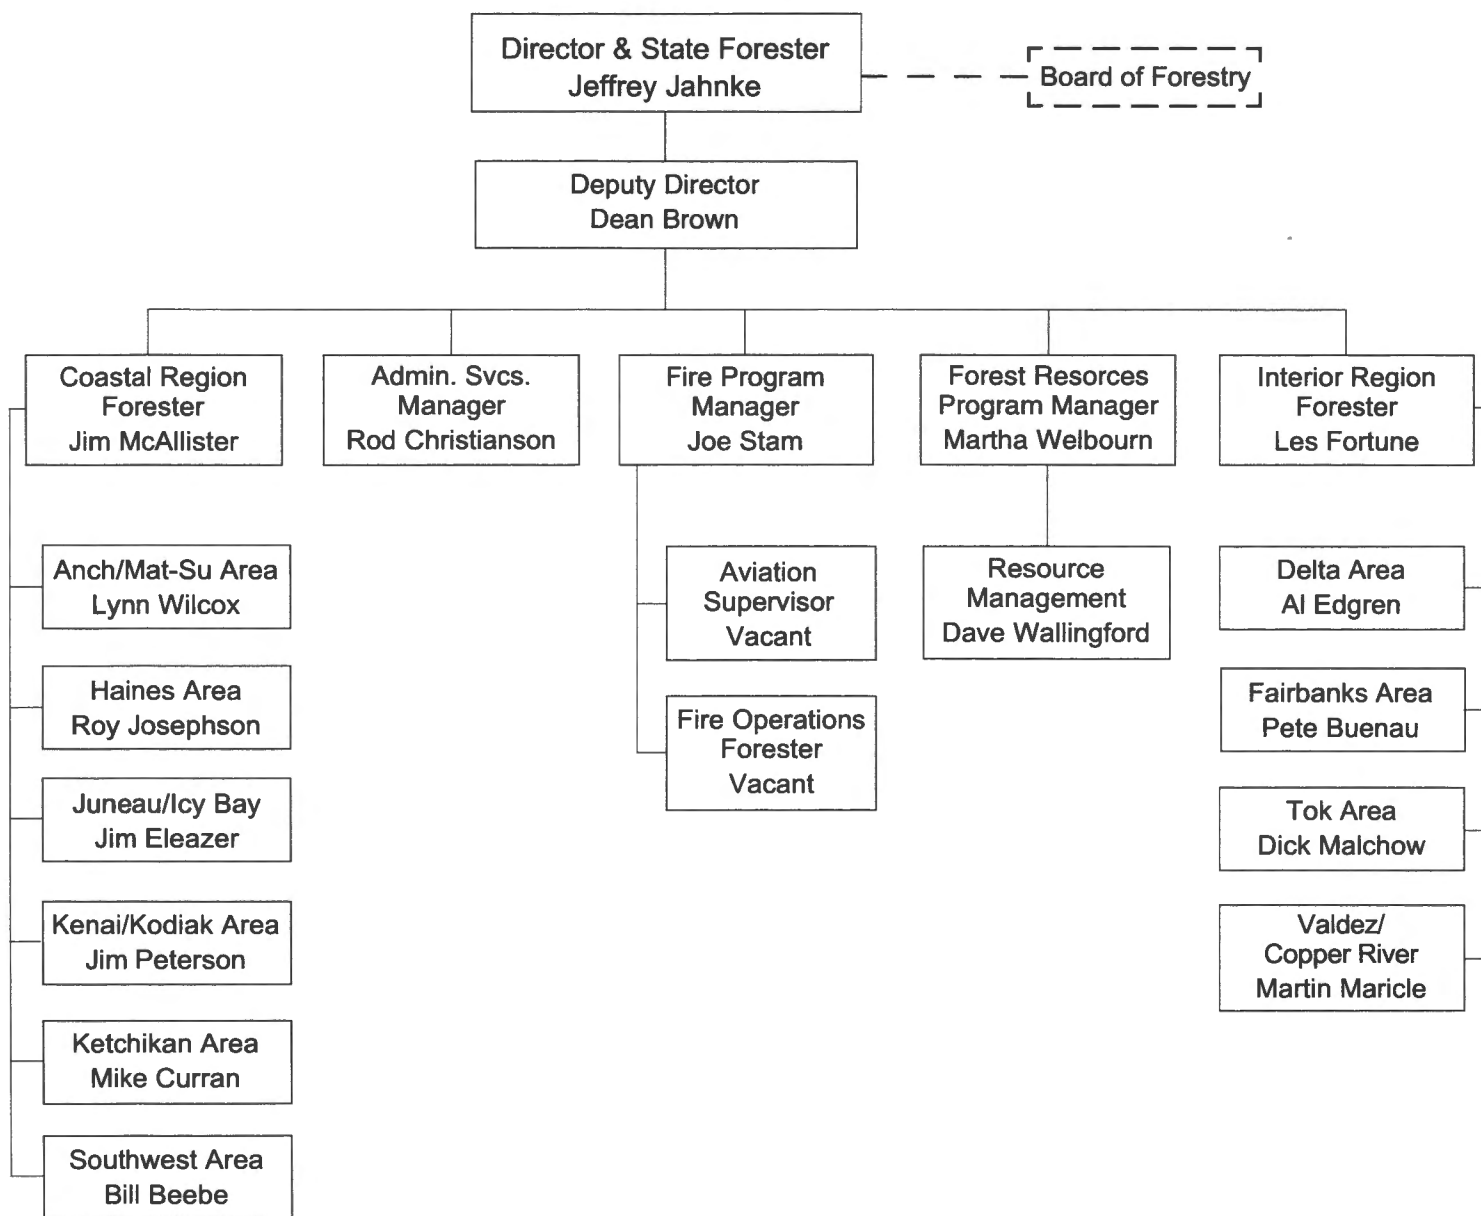 Director & State Forester
Jeffrey Jahnke
Board of Forestry
Deputy Director
Dean Brown
Coastal Region
Forester
Jim McAllister
Admin. Svcs.
Manager
Rod Christianson
Fire Program
Manager
Joe Stam
Forest Resorces
Program Manager
Martha Welbourn
Interior Region
Forester
Les Fortune
Anch/Mat-Su Area
Lynn Wilcox
Haines Area
Roy Josephson
Juneau/Icy Bay
Jim Eleazer
Kenai/Kodiak Area
Jim Peterson
Ketchikan Area
Mike Curran
Southwest Area
Bill Beebe
Aviation
Supervisor
Vacant
Fire Operations
Forester
Vacant
Resource
Management
Dave Wallingford
Delta Area
Al Edgren
Fairbanks Area
Pete Buenau
Tok Area
Dick Malchow
Valdez/
Copper River
Martin Maricle